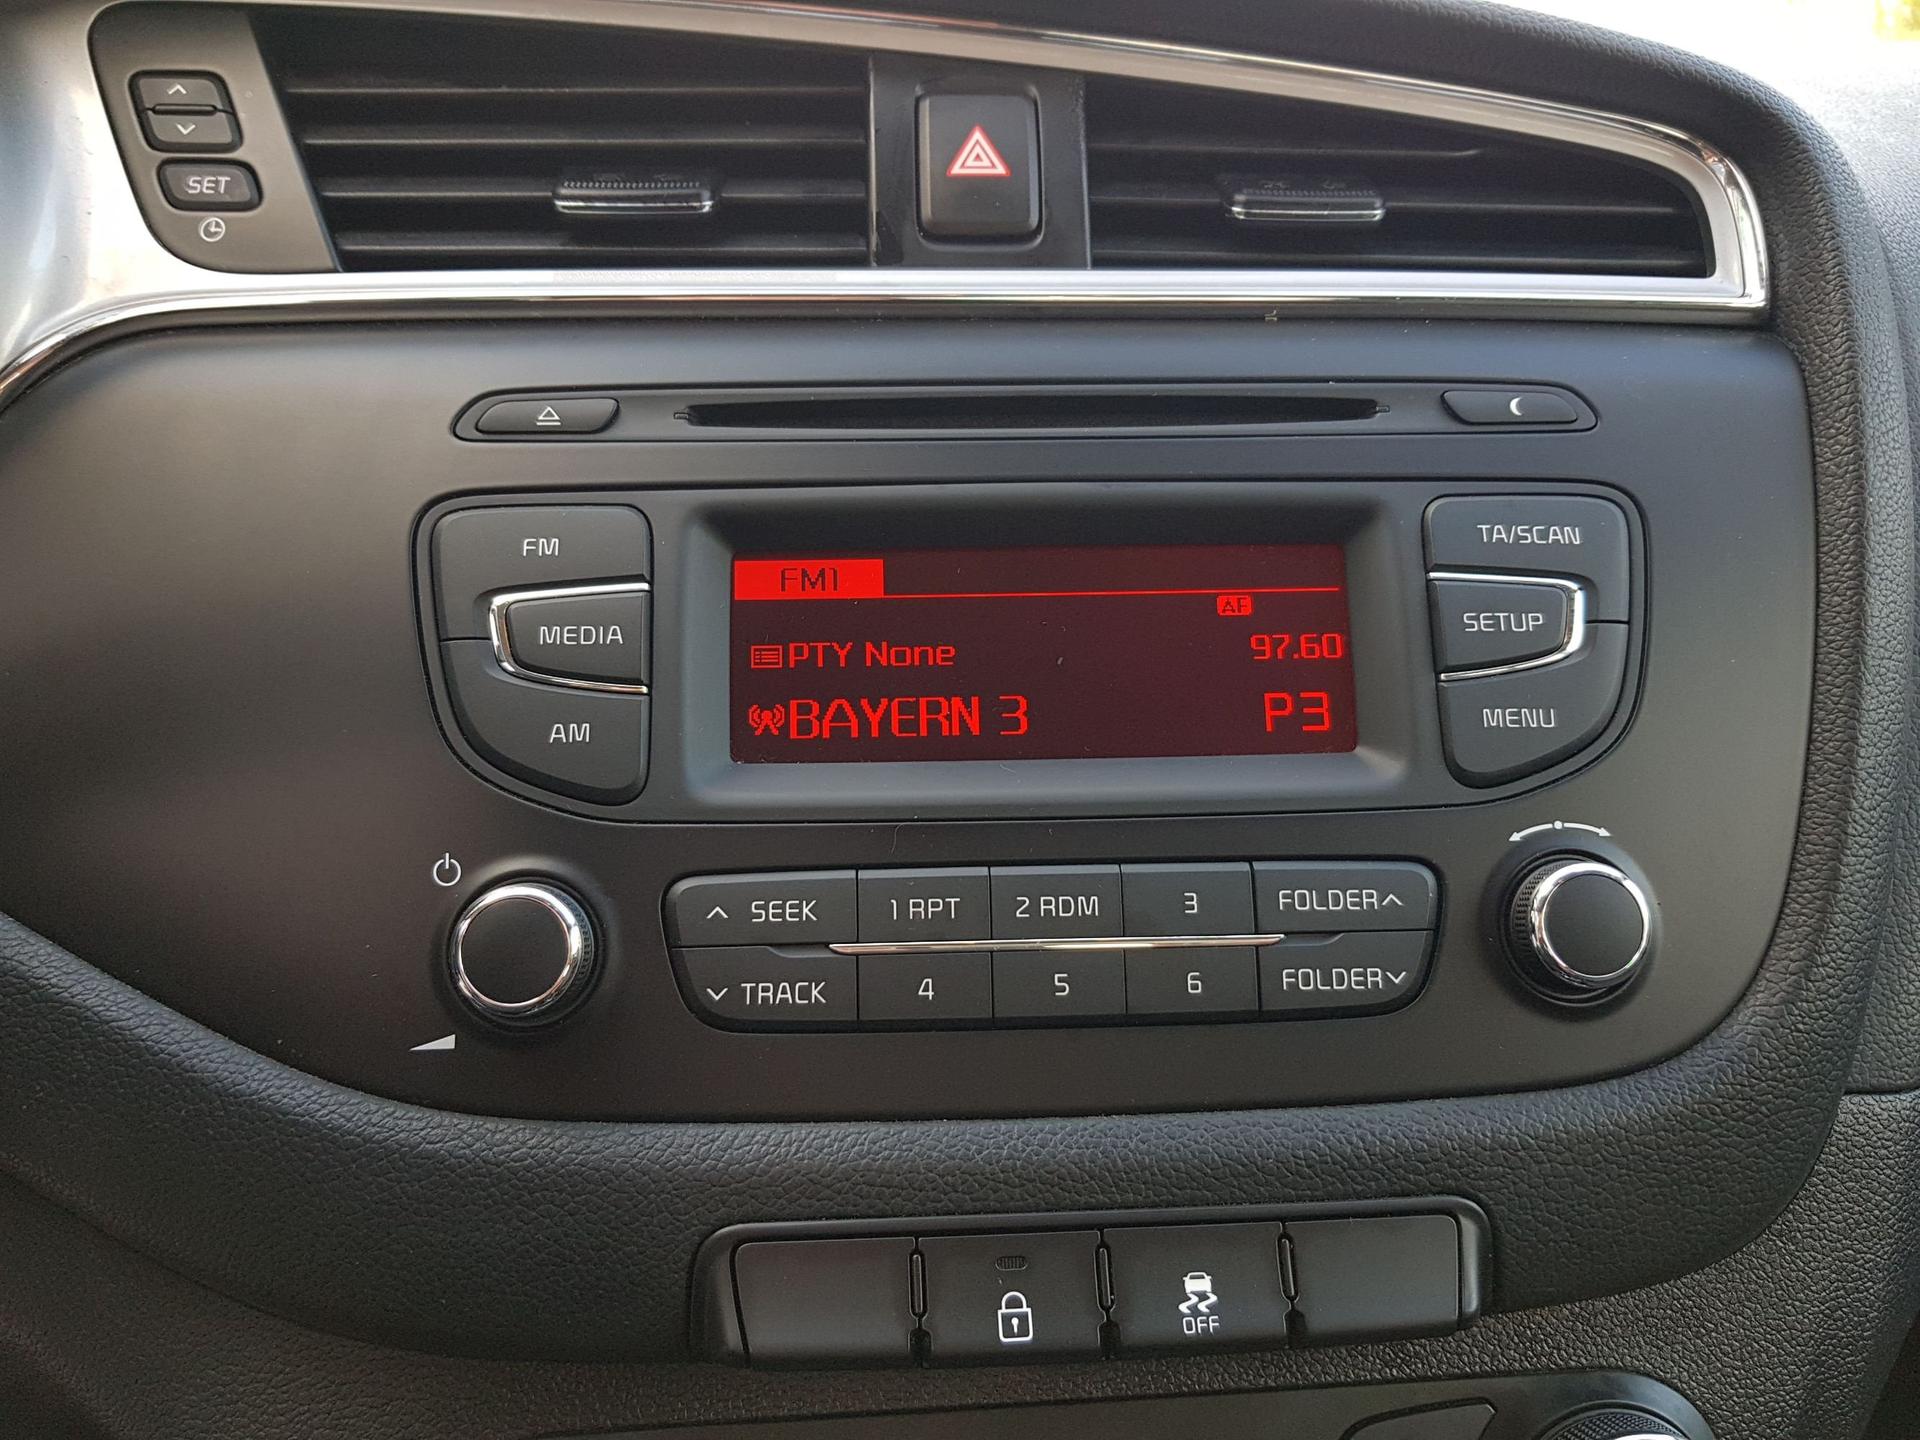 SET
FM
MEDIA
AM
FM1
AF
PTY None
97.60
BAYERN 3
P3
TA/SCAN
SETUP
MENU
SEEK
1 RPT
2 RDM
3
FOLDER
TRACK
4
5
6
FOLDER
OFF